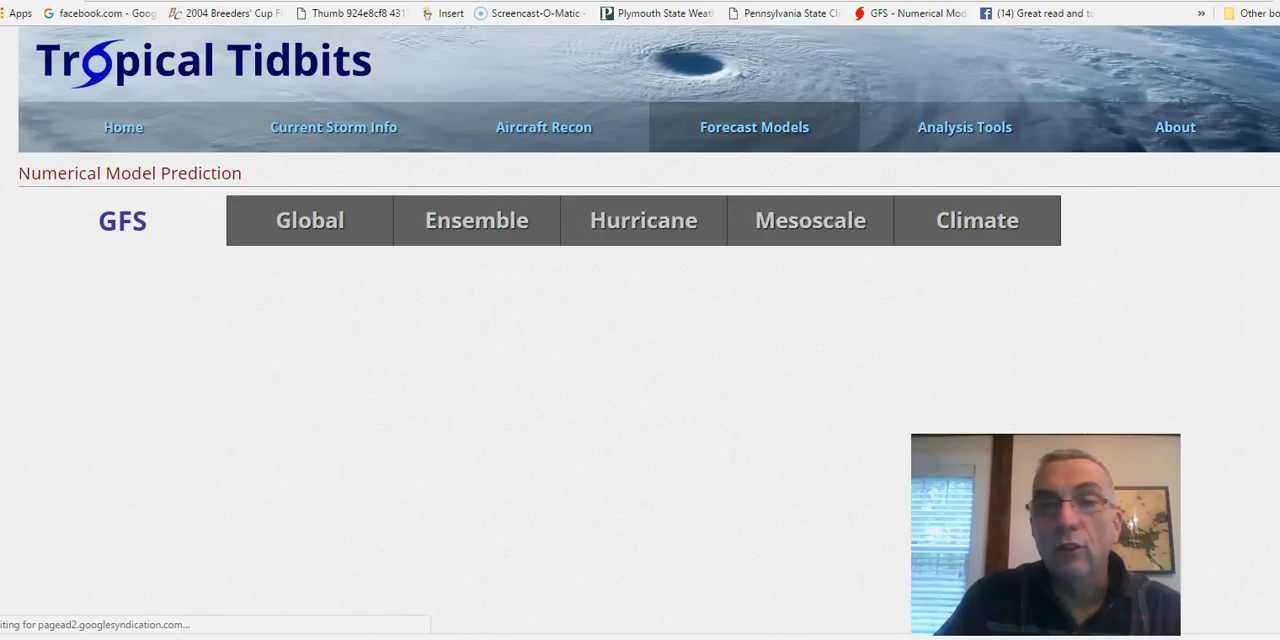 Apps facebook.com - Goog 2004 Breeders' Cup F Thumb 924e8cf8 431 Insert Screencast-O-Matic - Plymouth State Weat Pennsylvania State Cl GFS - Numerical Mod (14) Great read and to » Other bo
Tropical Tidbits
Home Current Storm Info Aircraft Recon Forecast Models Analysis Tools About
Numerical Model Prediction
GFS Global Ensemble Hurricane Mesoscale Climate
iting for pagead2.googlesyndication.com...